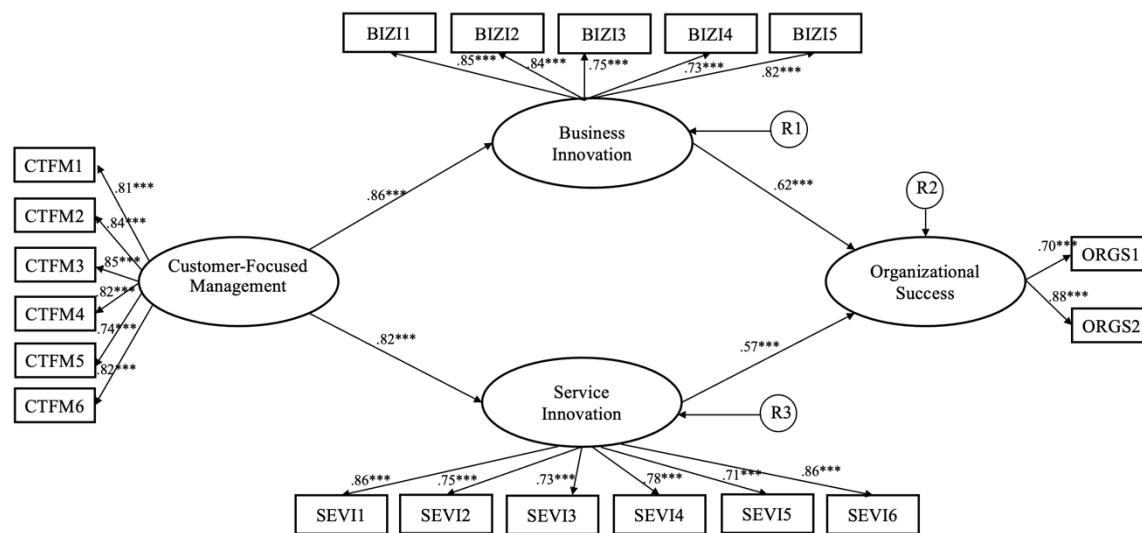 BIZI1
BIZI2
BIZI3
BIZI4
BIZI5
.85***
.84***
.75***
.73***
.82***
Business
Innovation
R1
CTFM1
CTFM2
CTFM3
CTFM4
CTFM5
CTFM6
.81***
.84***
.85***
.82***
.74***
.82***
Customer-Focused
Management
.86***
.82***
.62***
.57***
R2
Organizational
Success
.70***
.88***
ORGS1
ORGS2
Service
Innovation
R3
.86***
.75***
.73***
.78***
.71***
.86***
SEVI1
SEVI2
SEVI3
SEVI4
SEVI5
SEVI6